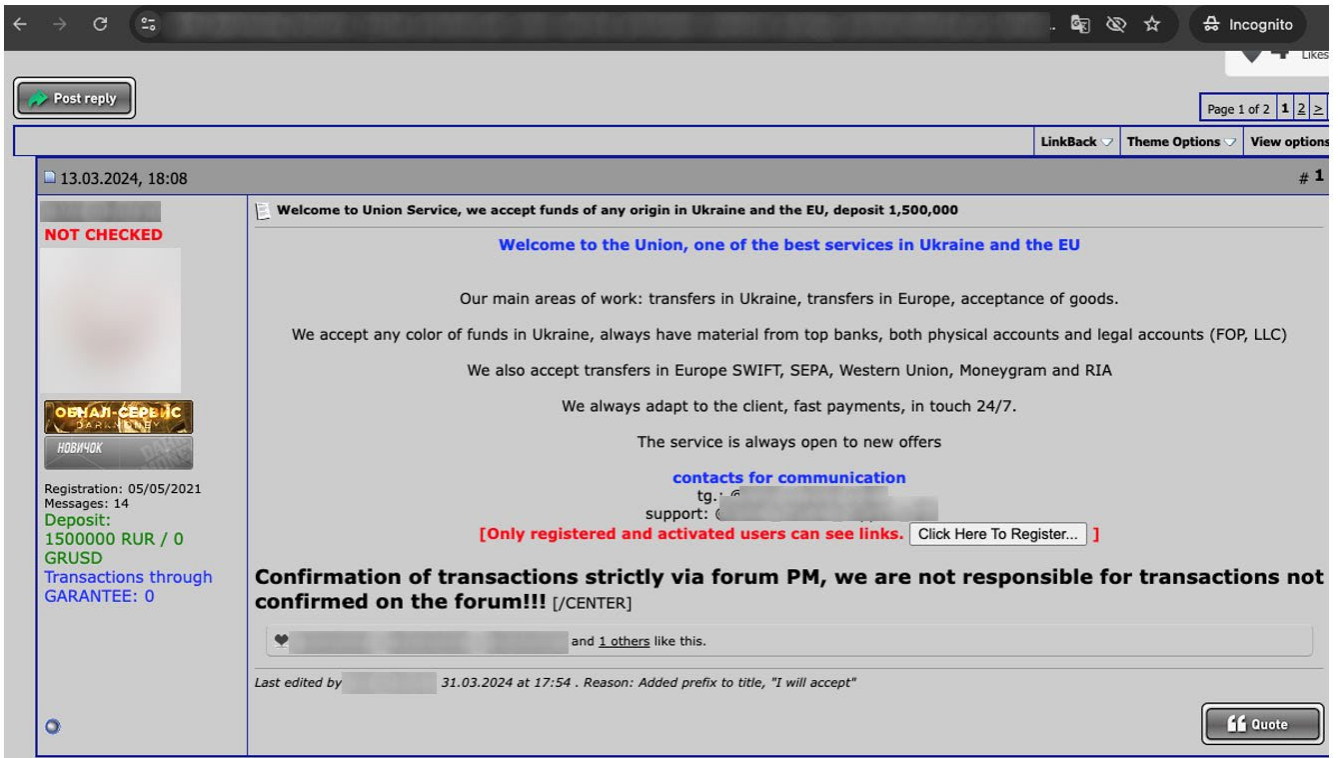 Incognito
Likes
Post reply
Page 1 of 2 1 2 >
LinkBack Theme Options View options
13.03.2024, 18:08
# 1
NOT CHECKED
ОБНАЛ-СЕРВИС
DARKMONEY
НОВИЧОК
Registration: 05/05/2021
Messages: 14
Deposit:
1500000 RUR / 0
GRUSD
Transactions through
GARANTEE: 0
Welcome to Union Service, we accept funds of any origin in Ukraine and the EU, deposit 1,500,000
Welcome to the Union, one of the best services in Ukraine and the EU
Our main areas of work: transfers in Ukraine, transfers in Europe, acceptance of goods.
We accept any color of funds in Ukraine, always have material from top banks, both physical accounts and legal accounts (FOP, LLC)
We also accept transfers in Europe SWIFT, SEPA, Western Union, Moneygram and RIA
We always adapt to the client, fast payments, in touch 24/7.
The service is always open to new offers
contacts for communication
tg.: @
support: @
[Only registered and activated users can see links. Click Here To Register... ]
Confirmation of transactions strictly via forum PM, we are not responsible for transactions not
confirmed on the forum!!! [/CENTER]
and 1 others like this.
Last edited by 31.03.2024 at 17:54 . Reason: Added prefix to title, "I will accept"
Quote